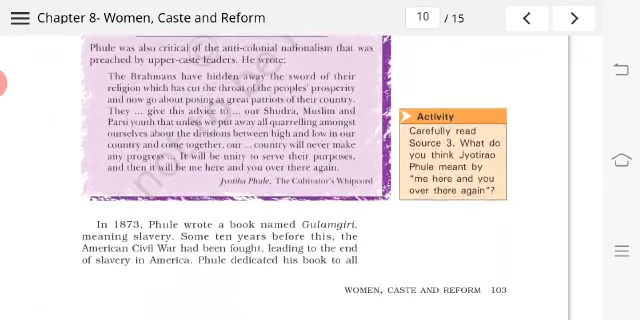 Chapter 8- Women, Caste and Reform
10 / 15
Phule was also critical of the anti-colonial nationalism that was
preached by upper-caste leaders. He wrote:
The Brahmans have hidden away the sword of their
religion which has cut the throat of the peoples' prosperity
and now go about posing as great patriots of their country.
They ... give this advice to ... our Shudra, Muslim and
Parsi youth that unless we put away all quarrelling amongst
ourselves about the divisions between high and low in our
country and come together, our ... country will never make
any progress ... It will be unity to serve their purposes,
and then it will be me here and you over there again.
Jyotiba Phule, The Cultivator's Whipcord
Activity
Carefully read
Source 3. What do
you think Jyotirao
Phule meant by
"me here and you
over there again"?
In 1873, Phule wrote a book named Gulamgiri,
meaning slavery. Some ten years before this, the
American Civil War had been fought, leading to the end
of slavery in America. Phule dedicated his book to all
WOMEN, CASTE AND REFORM 103